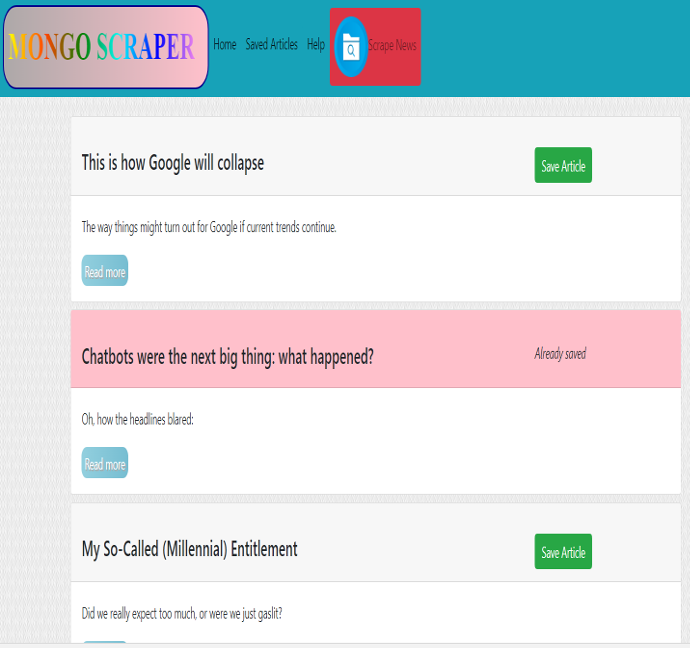 MONGO SCRAPER Home Saved Articles Help Scrape News
This is how Google will collapse Save Article
The way things might turn out for Google if current trends continue.
Read more
Chatbots were the next big thing: what happened? Already saved
Oh, how the headlines blared:
Read more
My So-Called (Millennial) Entitlement Save Article
Did we really expect too much, or were we just gaslit?